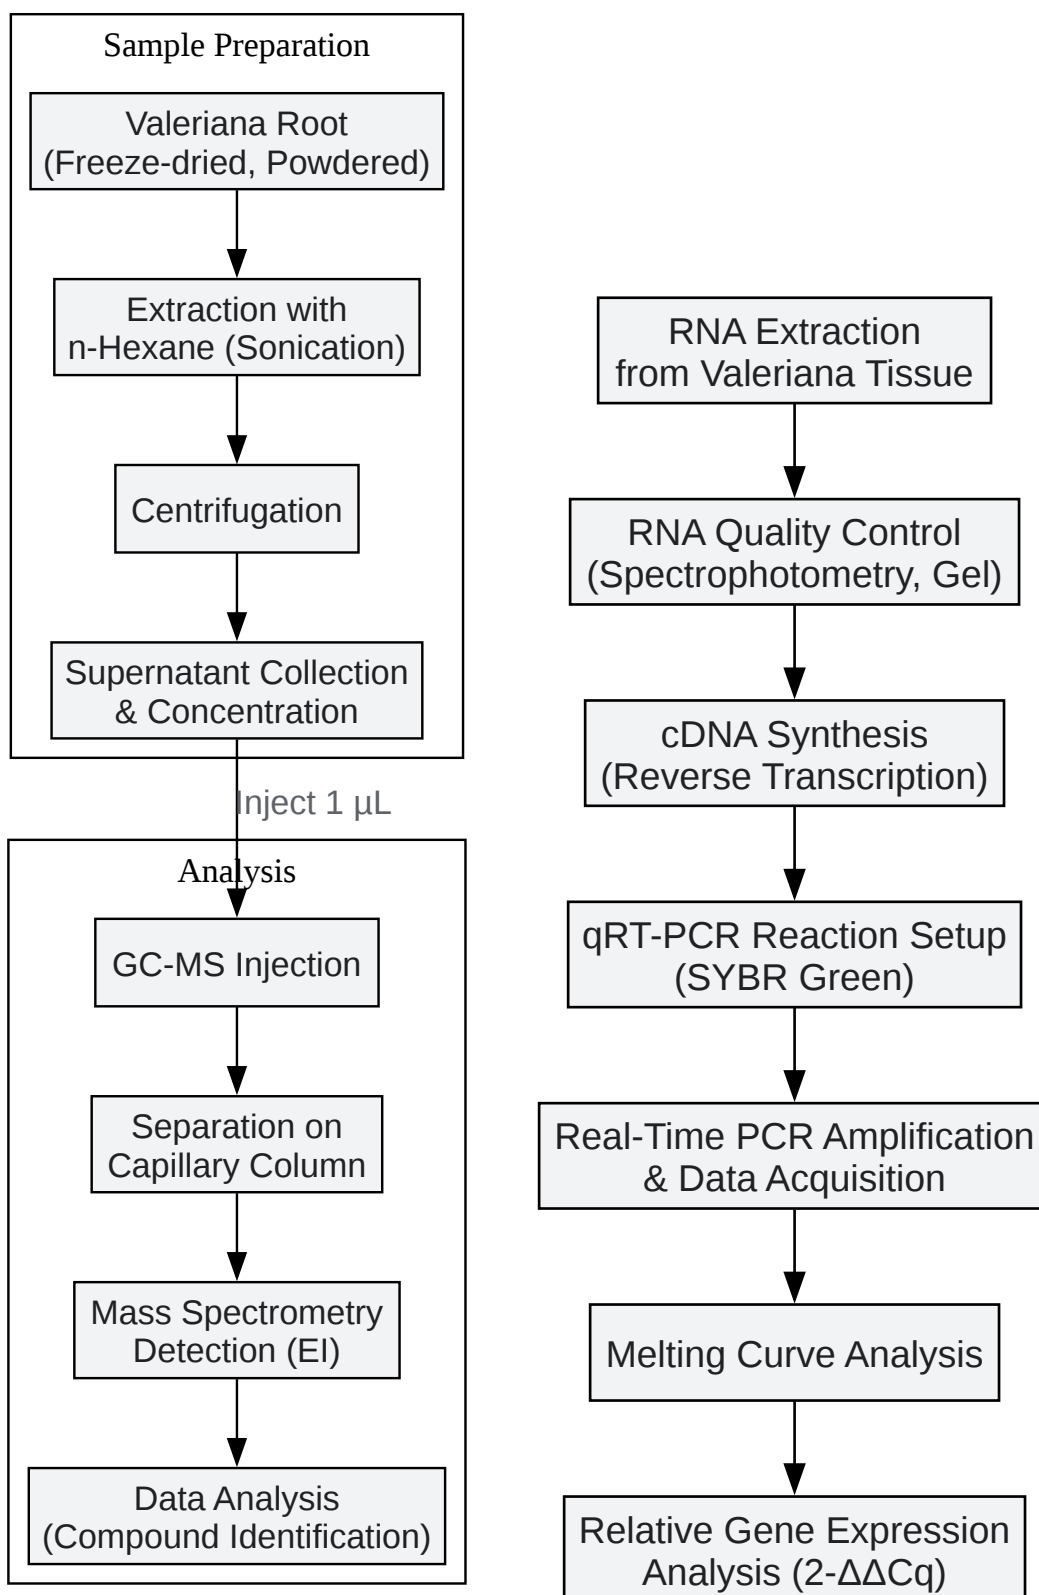 Sample Preparation
Valeriana Root
(Freeze-dried, Powdered)
Extraction with
n-Hexane (Sonication)
Centrifugation
Supernatant Collection
& Concentration
Inject 1 µL
Analysis
GC-MS Injection
Separation on
Capillary Column
Mass Spectrometry
Detection (EI)
Data Analysis
(Compound Identification)
RNA Extraction
from Valeriana Tissue
RNA Quality Control
(Spectrophotometry, Gel)
cDNA Synthesis
(Reverse Transcription)
qRT-PCR Reaction Setup
(SYBR Green)
Real-Time PCR Amplification
& Data Acquisition
Melting Curve Analysis
Relative Gene Expression
Analysis (2-ΔΔCq)